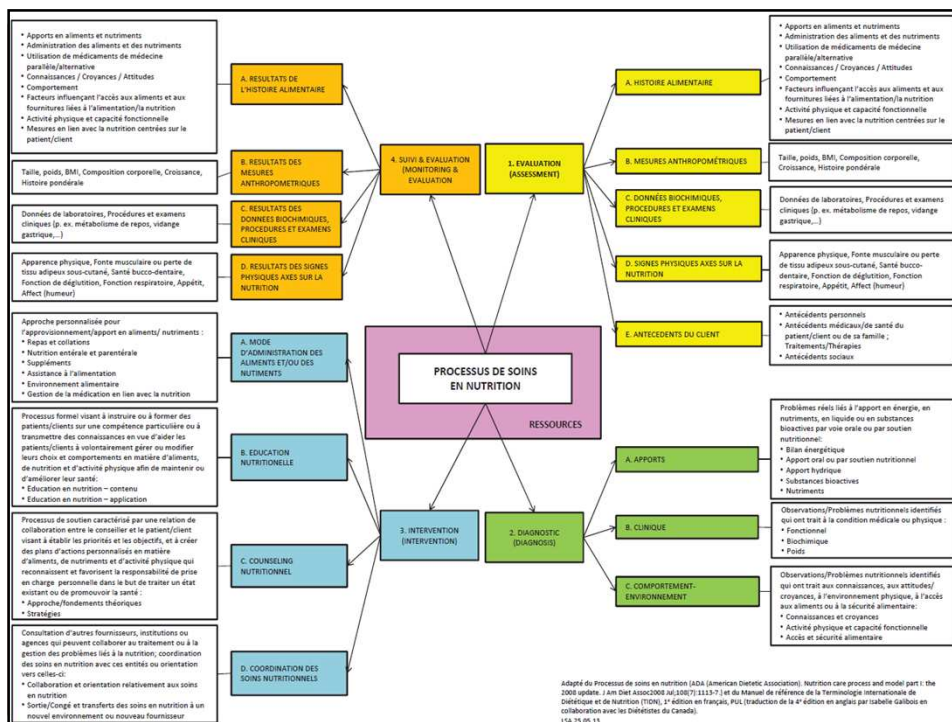 PROCESSUS DE SOINS
EN NUTRITION
RESSOURCES
1. EVALUATION
(ASSESSMENT)
A. HISTOIRE ALIMENTAIRE
• Apports en aliments et nutriments
• Administration des aliments et des nutriments
• Utilisation de médicaments de médecine
parallèle/alternative
• Connaissances / Croyances / Attitudes
• Comportement
• Facteurs influençant l'accès aux aliments et aux
fournitures liées à l'alimentation/la nutrition
• Activité physique et capacité fonctionnelle
• Mesures en lien avec la nutrition centrées sur le
patient/client
B. MESURES ANTHROPOMÉTRIQUES
Taille, poids, BMI, Composition corporelle,
Croissance, Histoire pondérale
C. DONNÉES BIOCHIMIQUES,
PROCEDURES ET EXAMENS
CLINIQUES
Données de laboratoires, Procédures et examens
cliniques (p. ex. métabolisme de repos, vidange
gastrique,...)
D. SIGNES PHYSIQUES AXES SUR LA
NUTRITION
Apparence physique, Fonte musculaire ou perte
de tissu adipeux sous-cutané, Santé bucco-
dentaire, Fonction de déglutition, Fonction
respiratoire, Appétit, Affect (humeur)
E. ANTECEDENTS DU CLIENT
• Antécédents personnels
• Antécédents médicaux/de santé du
patient/client ou de sa famille ;
Traitements/Thérapies
• Antécédents sociaux
2. DIAGNOSTIC
(DIAGNOSIS)
A. APPORTS
Problèmes réels liés à l'apport en énergie, en
nutriments, en liquide ou en substances
bioactives par voie orale ou par soutien
nutritionnel:
• Bilan énergétique
• Apport oral ou par soutien nutritionnel
• Apport hydrique
• Substances bioactives
• Nutriments
B. CLINIQUE
Observations/Problèmes nutritionnels identifiés
qui ont trait à la condition médicale ou physique :
• Fonctionnel
• Biochimique
• Poids
C. COMPORTEMENT-
ENVIRONNEMENT
Observations/Problèmes nutritionnels identifiés
qui ont trait aux connaissances, aux attitudes/
croyances, à l'environnement physique, à l'accès
aux aliments ou à la sécurité alimentaire:
• Connaissances et croyances
• Activité physique et capacité fonctionnelle
• Accès et sécurité alimentaire
3. INTERVENTION
(INTERVENTION)
A. MODE
D'ADMINISTRATION DES
ALIMENTS ET/OU DES
NUTIMENTS
Approche personnalisée pour
l'approvisionnement/apport en aliments/ nutriments :
• Repas et collations
• Nutrition entérale et parentérale
• Suppléments
• Assistance à l'alimentation
• Environnement alimentaire
• Gestion de la médication en lien avec la nutrition
B. EDUCATION
NUTRITIONELLE
Processus formel visant à instruire ou à former des
patients/clients sur une compétence particulière ou à
transmettre des connaissances en vue d'aider les
patients/clients à volontairement gérer ou modifier
leurs choix et comportements en matière d'aliments,
de nutrition et d'activité physique afin de maintenir ou
d'améliorer leur santé:
• Education en nutrition – contenu
• Education en nutrition – application
C. COUNSELING
NUTRITIONNEL
Processus de soutien caractérisé par une relation de
collaboration entre le conseiller et le patient/client
visant à établir les priorités et les objectifs, et à créer
des plans d'actions personnalisés en matière
d'aliments, de nutriments et d'activité physique qui
reconnaissent et favorisent la responsabilité de prise
en charge personnelle dans le but de traiter un état
existant ou de promouvoir la santé :
• Approche/fondements théoriques
• Stratégies
D. COORDINATION DES
SOINS NUTRITIONNELS
Consultation d'autres fournisseurs, institutions ou
agences qui peuvent collaborer au traitement ou à la
gestion des problèmes liés à la nutrition; coordination
des soins en nutrition avec ces entités ou orientation
vers celles-ci:
• Collaboration et orientation relativement aux soins
en nutrition
• Sortie/Congé et transferts des soins en nutrition à un
nouvel environnement ou nouveau fournisseur
4. SUIVI & EVALUATION
(MONITORING &
EVALUATION
A. RESULTATS DE
L'HISTOIRE ALIMENTAIRE
• Apports en aliments et nutriments
• Administration des aliments et des nutriments
• Utilisation de médicaments de médecine
parallèle/alternative
• Connaissances / Croyances / Attitudes
• Comportement
• Facteurs influençant l'accès aux aliments et aux
fournitures liées à l'alimentation/la nutrition
• Activité physique et capacité fonctionnelle
• Mesures en lien avec la nutrition centrées sur le
patient/client
B. RESULTATS DES
MESURES
ANTHROPOMETRIQUES
Taille, poids, BMI, Composition corporelle, Croissance,
Histoire pondérale
C. RESULTATS DES
DONNÉES BIOCHIMIQUES,
PROCEDURES ET EXAMENS
CLINIQUES
Données de laboratoires, Procédures et examens
cliniques (p. ex. métabolisme de repos, vidange
gastrique,...)
D. RESULTATS DES SIGNES
PHYSIQUES AXES SUR LA
NUTRITION
Apparence physique, Fonte musculaire ou perte de
tissu adipeux sous-cutané, Santé bucco-dentaire,
Fonction de déglutition, Fonction respiratoire, Appétit,
Affect (humeur)
Adapté du Processus de soins en nutrition (ADA (American Dietetic Association). Nutrition care process and model part I: the
2008 update. J Am Diet Assoc2008 Jul;108(7):1113-7.) et du Manuel de référence de la Terminologie Internationale de
Diététique et de Nutrition (TIDN), 1e édition en français, PUL (traduction de la 4e édition en anglais par Isabelle Galibois en
collaboration avec les Diététistes du Canada).
LSA 25.05.15